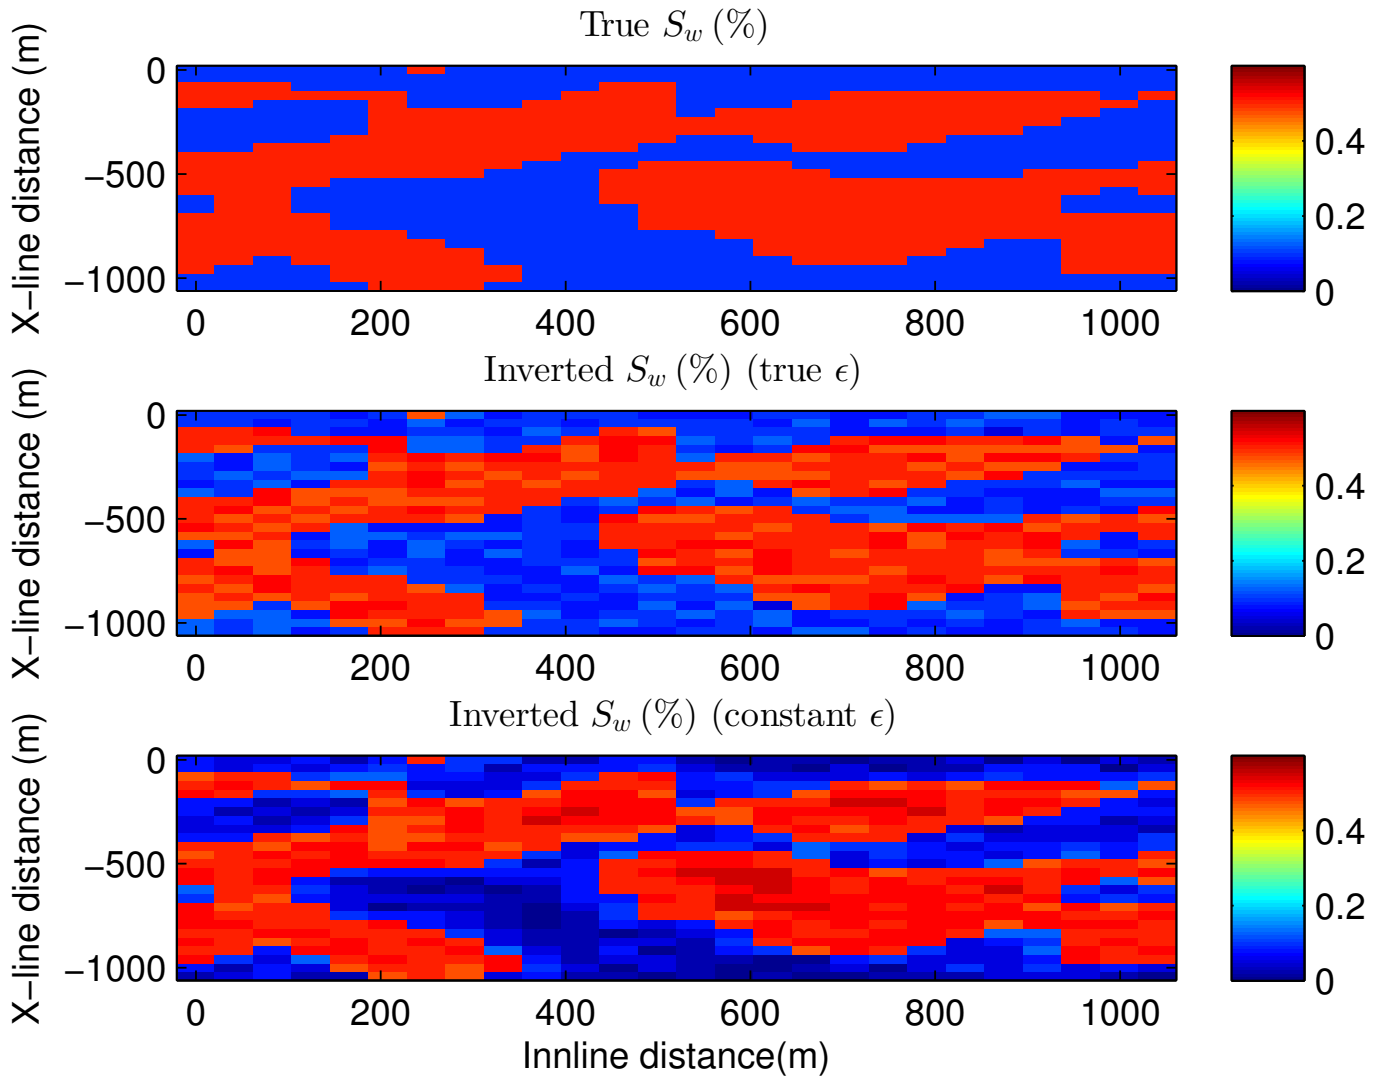 True S_w (%)
X−line distance (m)
0
−500
−1000
0 200 400 600 800 1000
0.4
0.2
0
Inverted S_w (%) (true ϵ)
X−line distance (m)
0
−500
−1000
0 200 400 600 800 1000
0.4
0.2
0
Inverted S_w (%) (constant ϵ)
X−line distance (m)
0
−500
−1000
0 200 400 600 800 1000
0.4
0.2
0
Innline distance(m)